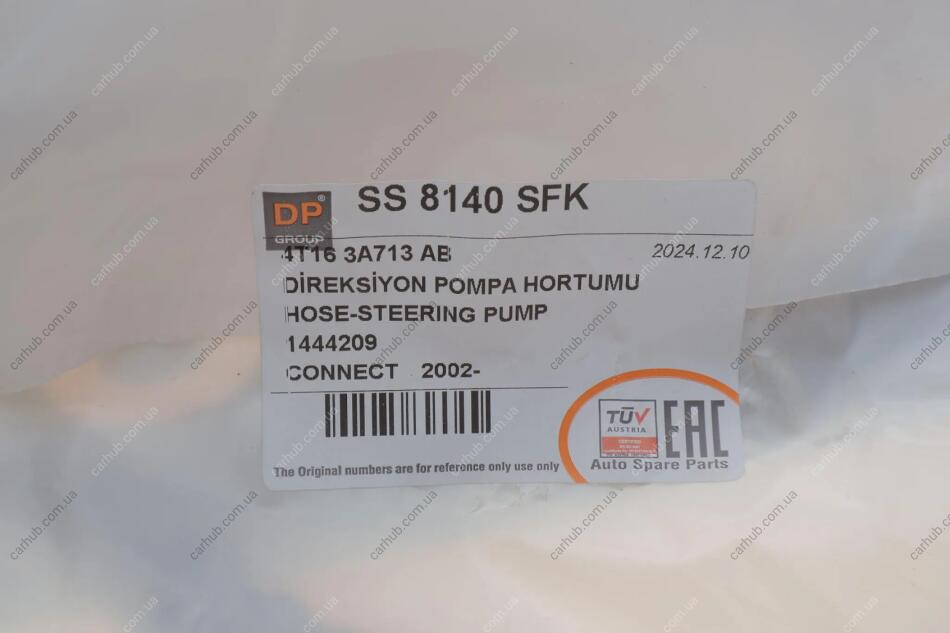 DP®
GROUP
SS 8140 SFK
4T16 3A713 AB
2024.12.10
DİREKSİYON POMPA HORTUMU
HOSE-STEERING PUMP
1444209
CONNECT 2002-
The Original numbers are for reference only use only
TÜV
AUSTRIA
CERTIFIED
EAC
Auto Spare Parts
carhub.com.ua